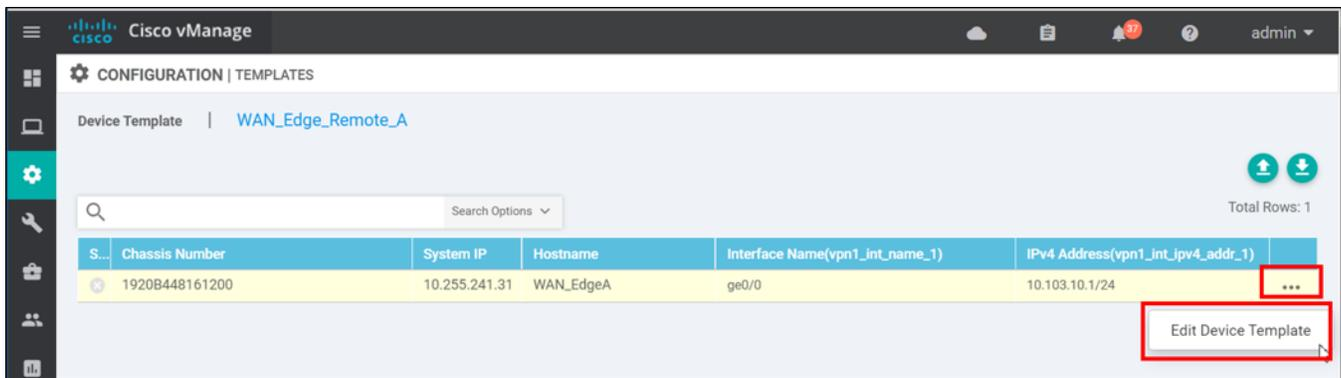 cisco Cisco vManage 37 admin
CONFIGURATION | TEMPLATES
Device Template | WAN_Edge_Remote_A
Search Options Total Rows: 1
S... Chassis Number System IP Hostname Interface Name(vpn1_int_name_1) IPv4 Address(vpn1_int_ipv4_addr_1)
1920B448161200 10.255.241.31 WAN_EdgeA ge0/0 10.103.10.1/24 ...
Edit Device Template